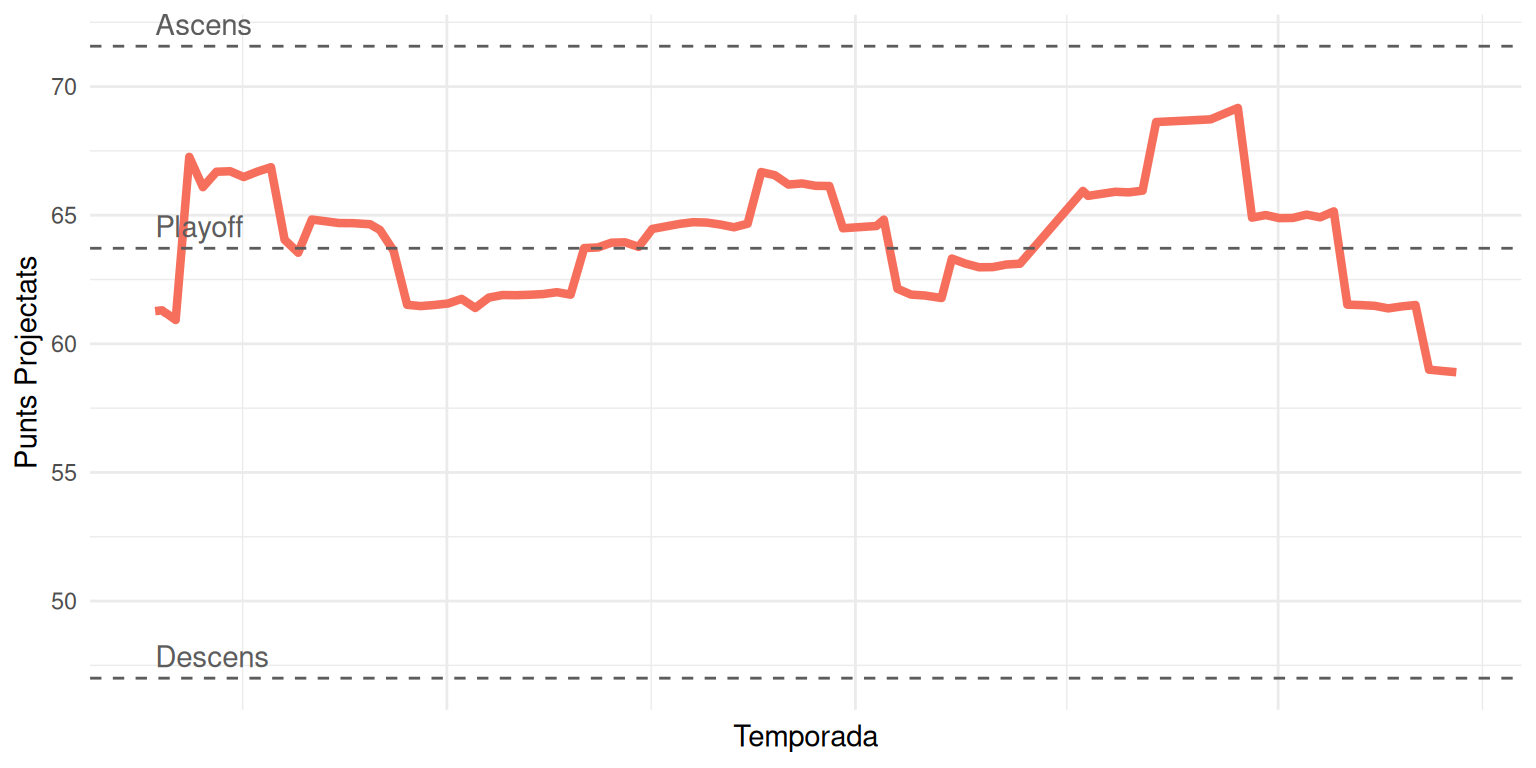 Ascens
70
65
Playoff
60
55
50
Descens
Punts Projectats
Temporada